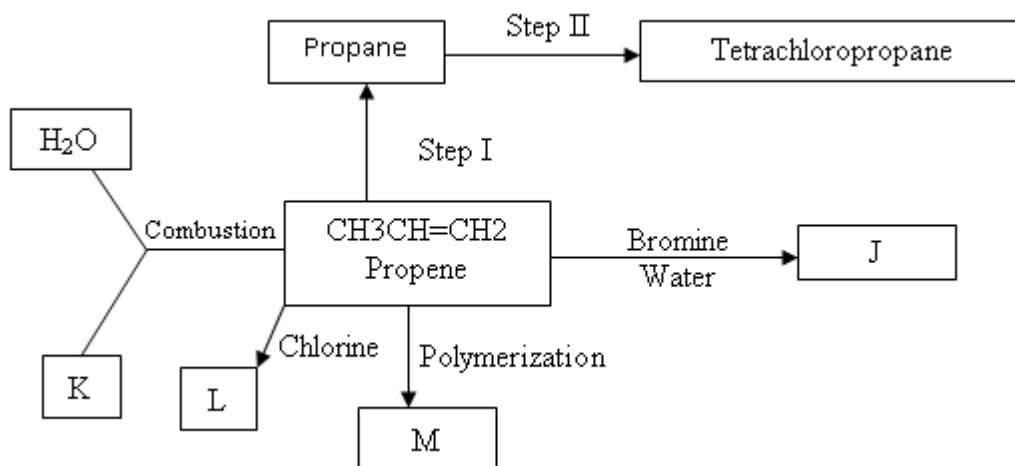 Propane
Step II
Tetrachloropropane
H₂O
Step I
Combustion
CH3CH=CH2
Propene
Bromine
Water
J
K
L
Chlorine
Polymerization
M